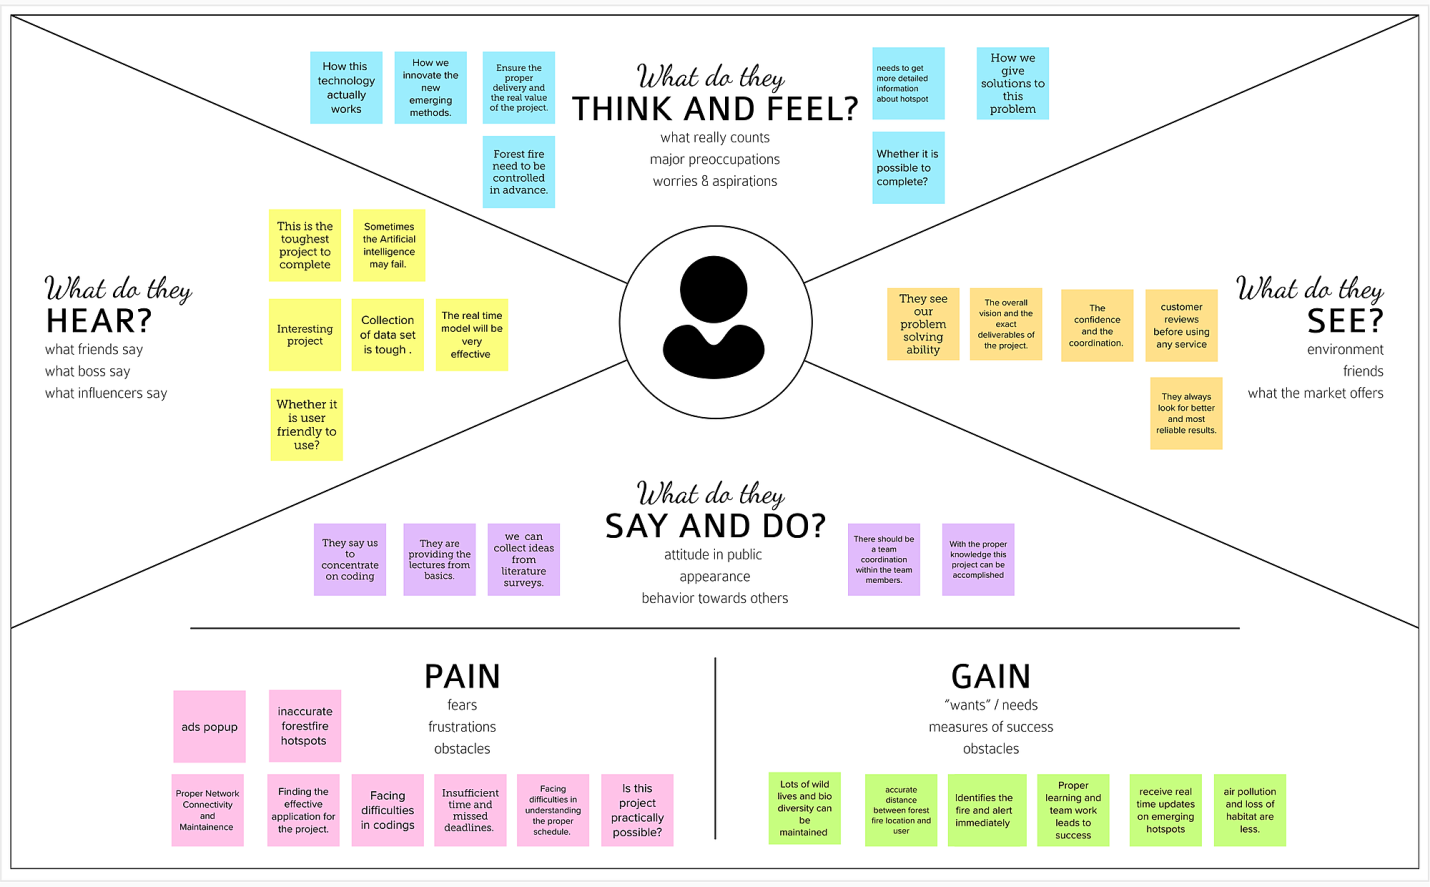 What do they
THINK AND FEEL?
what really counts
major preoccupations
worries & aspirations
How this
technology
actually
works
How we
innovate the
new
emerging
methods.
Ensure the
proper
delivery and
the real value
of the project.
Forest fire
need to be
controlled
in advance.
needs to get
more detailed
information
about hotspot
How we
give
solutions to
this
problem
Whether it is
possible to
complete?
What do they
HEAR?
what friends say
what boss say
what influencers say
This is the
toughest
project to
complete
Sometimes
the Artificial
intelligence
may fail.
Interesting
project
Collection
of data set
is tough .
The real time
model will be
very
effective
Whether it
is user
friendly to
use?
What do they
SEE?
environment
friends
what the market offers
They see
our
problem
solving
ability
The overall
vision and the
exact
deliverables of
the project.
The
confidence
and the
coordination.
customer
reviews
before using
any service
They always
look for better
and most
reliable results.
What do they
SAY AND DO?
attitude in public
appearance
behavior towards others
They say us
to
concentrate
on coding
They are
providing the
lectures from
basics.
we can
collect ideas
from
literature
surveys.
There should be
a team
coordination
within the team
members.
With the proper
knowledge this
project can be
accomplished
PAIN
fears
frustrations
obstacles
ads popup
inaccurate
forestfire
hotspots
Proper Network
Connectivity
and
Maintainence
Finding the
effective
application for
the project.
Facing
difficulties
in codings
Insufficient
time and
missed
deadlines.
Facing
difficulties in
understanding
the proper
schedule.
Is this
project
practically
possible?
GAIN
"wants" / needs
measures of success
obstacles
Lots of wild
lives and bio
diversity can
be
maintained
accurate
distance
between forest
fire location and
user
Identifies the
fire and alert
immediately
Proper
learning and
team work
leads to
success
receive real
time updates
on emerging
hotspots
air pollution
and loss of
habitat are
less.